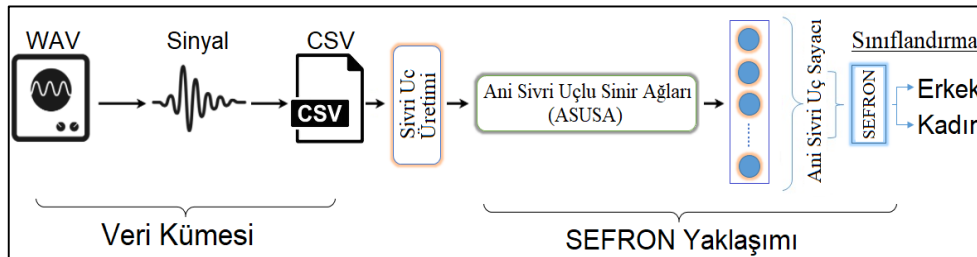 WAV
Sinyal
CSV
CSV
Sivri Uc
Üretimi
Ani Sivri Uçlu Sinir Ağları
(ASUSA)
Ani Sivri Uç Sayacı
SEFRON
Sınıflandırma
Erkek
Kadın
Veri Kümesi
SEFRON Yaklaşımı